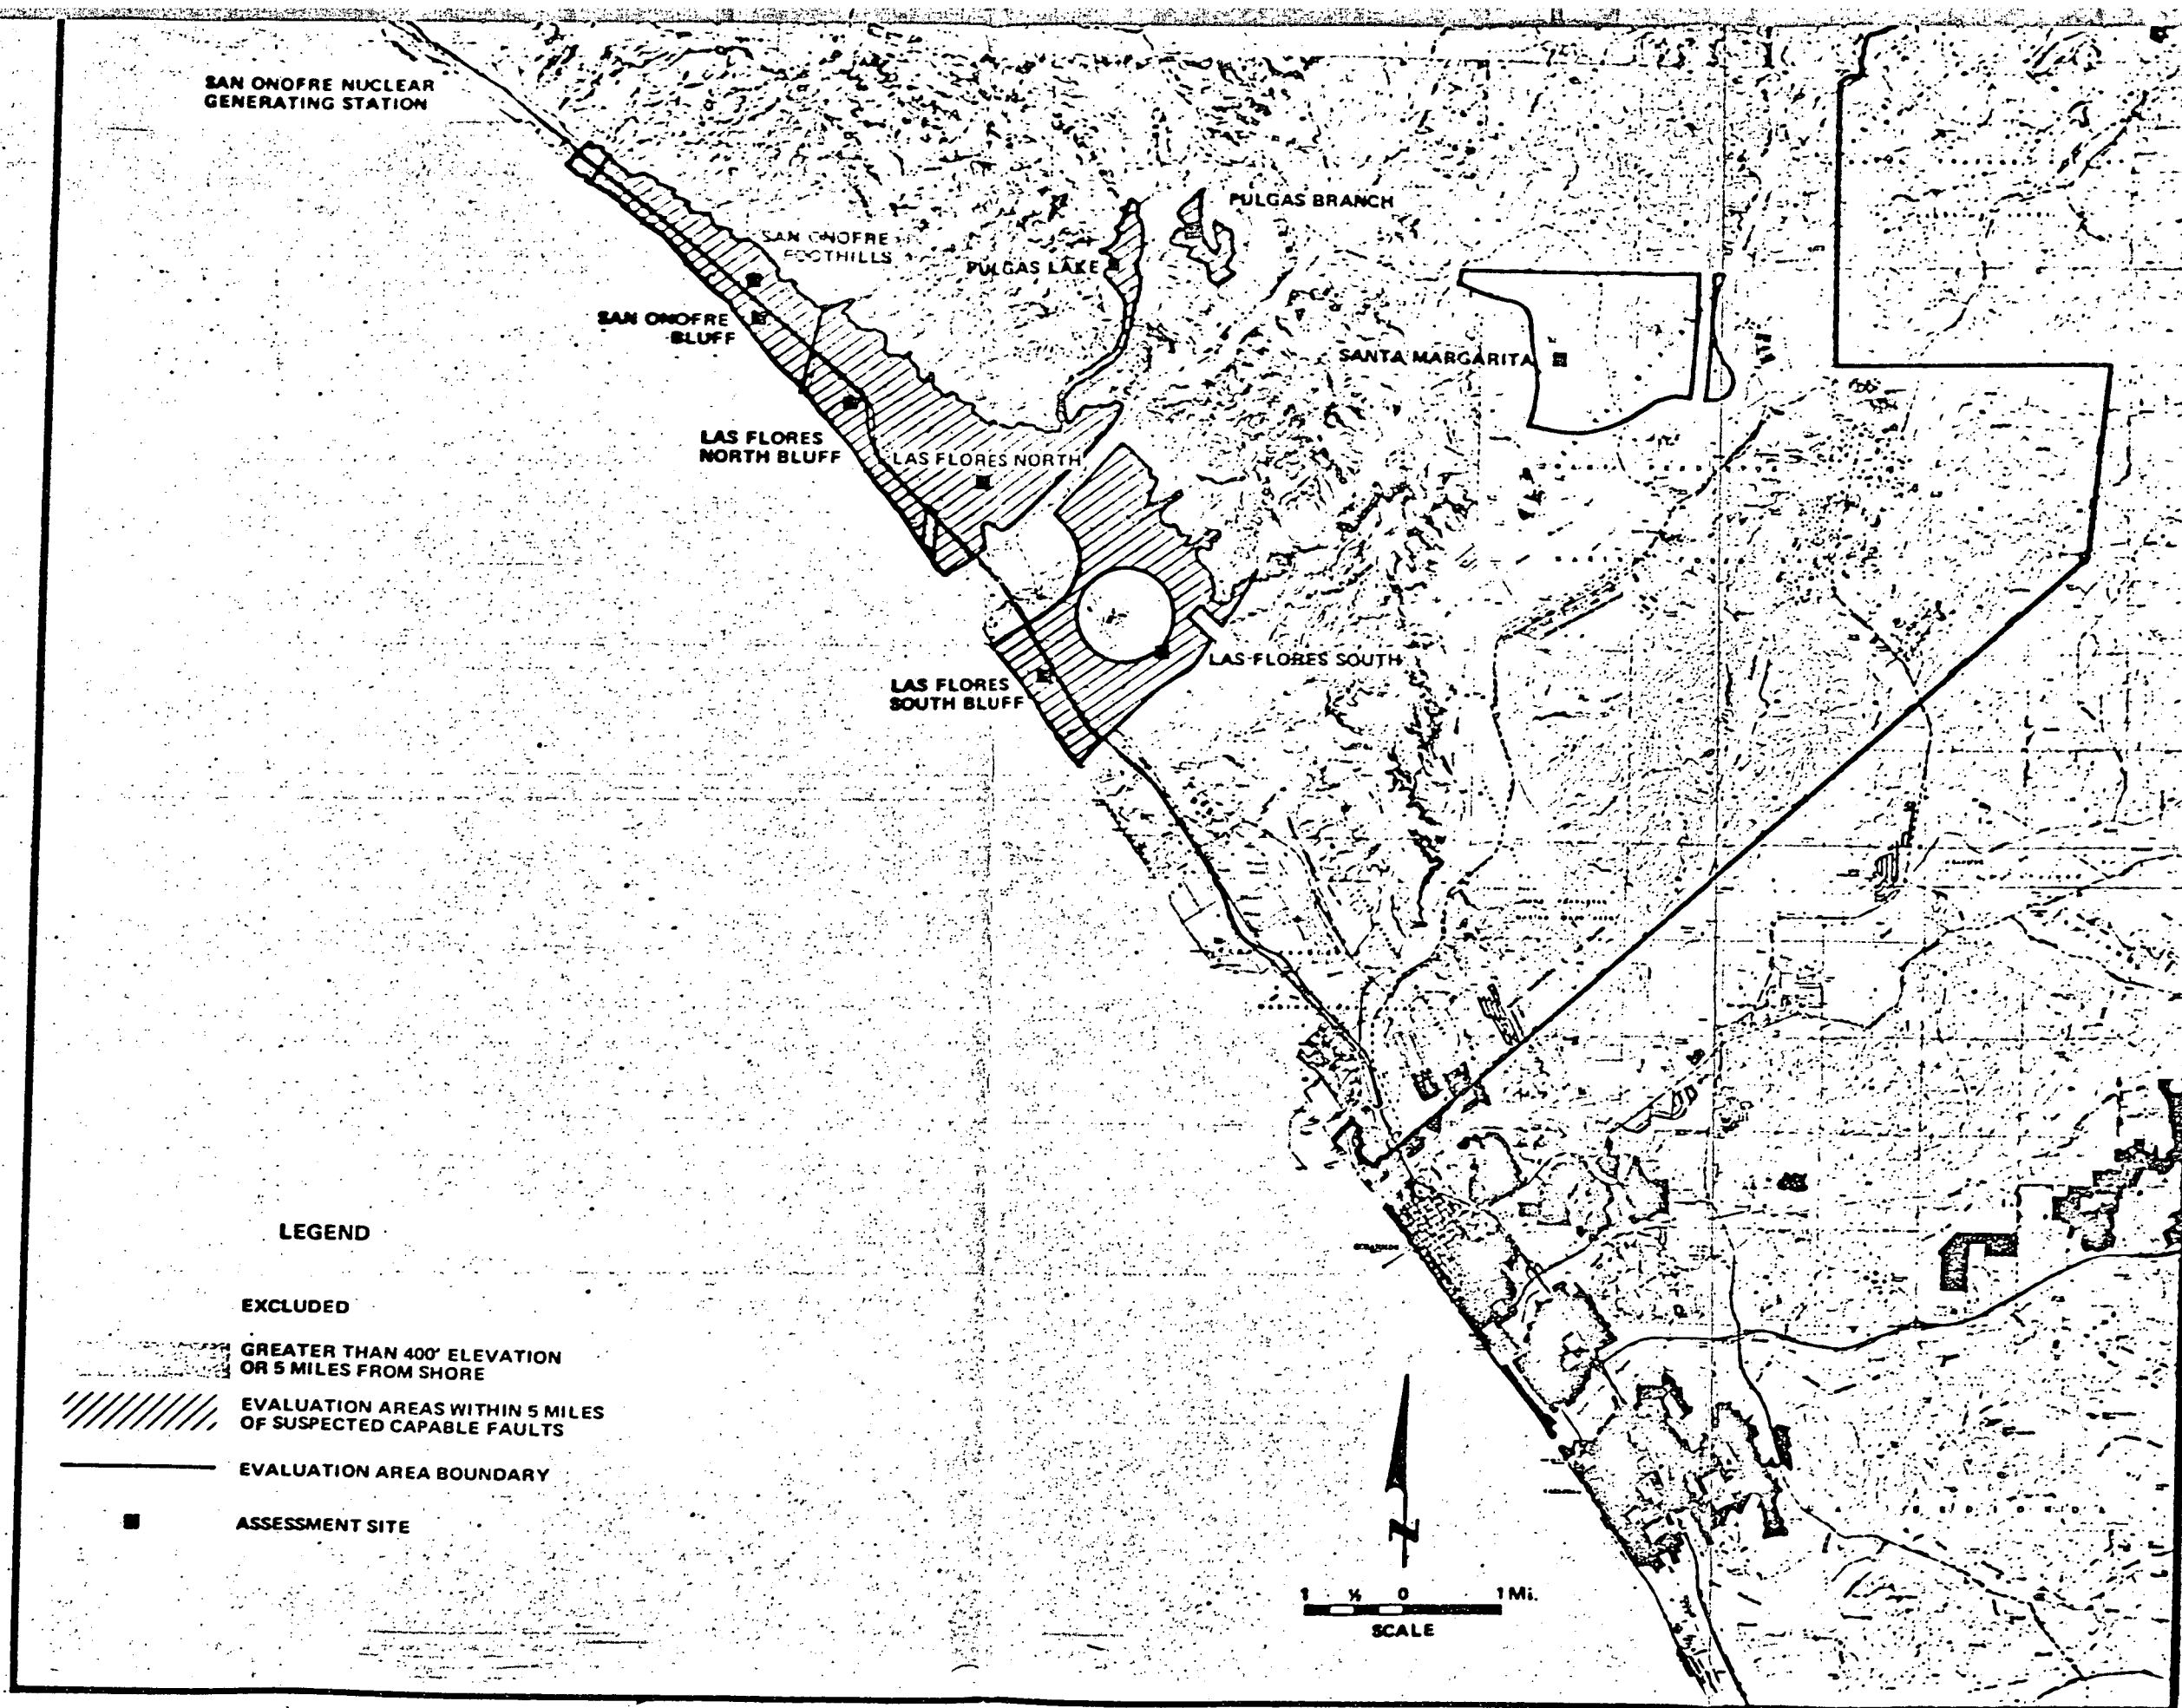 SAN ONOFRE NUCLEAR
GENERATING STATION
PULGAS BRANCH
SAN ONOFRE
FOOTHILLS
PULGAS LAKE
SAN ONOFRE
BLUFF
SANTA MARGARITA
LAS FLORES
NORTH BLUFF
LAS FLORES NORTH
LAS FLORES SOUTH
LAS FLORES
SOUTH BLUFF
LEGEND
EXCLUDED
GREATER THAN 400' ELEVATION
OR 5 MILES FROM SHORE
EVALUATION AREAS WITHIN 5 MILES
OF SUSPECTED CAPABLE FAULTS
EVALUATION AREA BOUNDARY
ASSESSMENT SITE
N
1 ½ 0 1 Mi.
SCALE